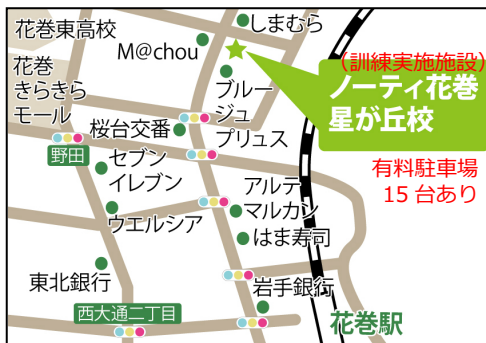 しまむら
花巻東高校
M@chou
(訓練実施施設)
ノーティ花巻
星が丘校
花巻
きらきら
モール
ブルー
ジュ
プリュス
桜台交番
野田
セブン
イレブン
有料駐車場
15台あり
アルテ
マルカン
ウエルシア
はま寿司
東北銀行
岩手銀行
西大通二丁目
花巻駅